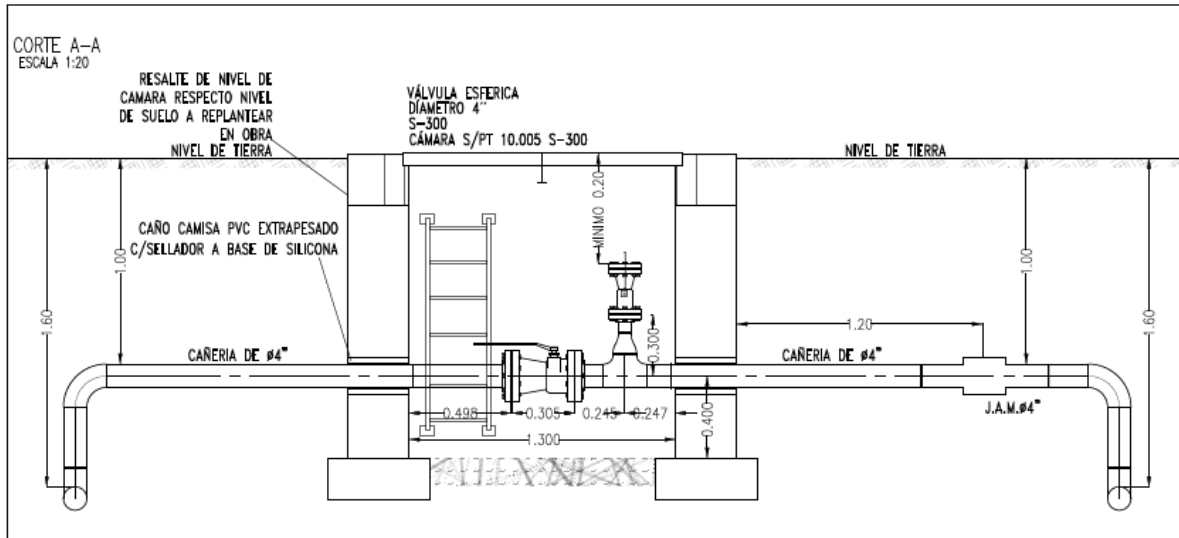 CORTE A-A
ESCALA 1:20
RESALTE DE NIVEL DE
CAMARA RESPECTO NIVEL
DE SUELO A REPLANTEAR
EN OBRA
NIVEL DE TIERRA
VÁLVULA ESFERICA
DÍAMETRO 4"
S-300
CÁMARA S/PT 10.005 S-300
NIVEL DE TIERRA
MINIMO 0.20
CAÑO CAMISA PVC EXTRAPESADO
C/SELLADOR A BASE DE SILICONA
1.00
1.60
1.00
1.60
1.20
0.300
CAÑERIA DE ø4"
CAÑERIA DE ø4"
J.A.M.ø4"
0.498
0.305
0.245
0.247
0.400
1.300